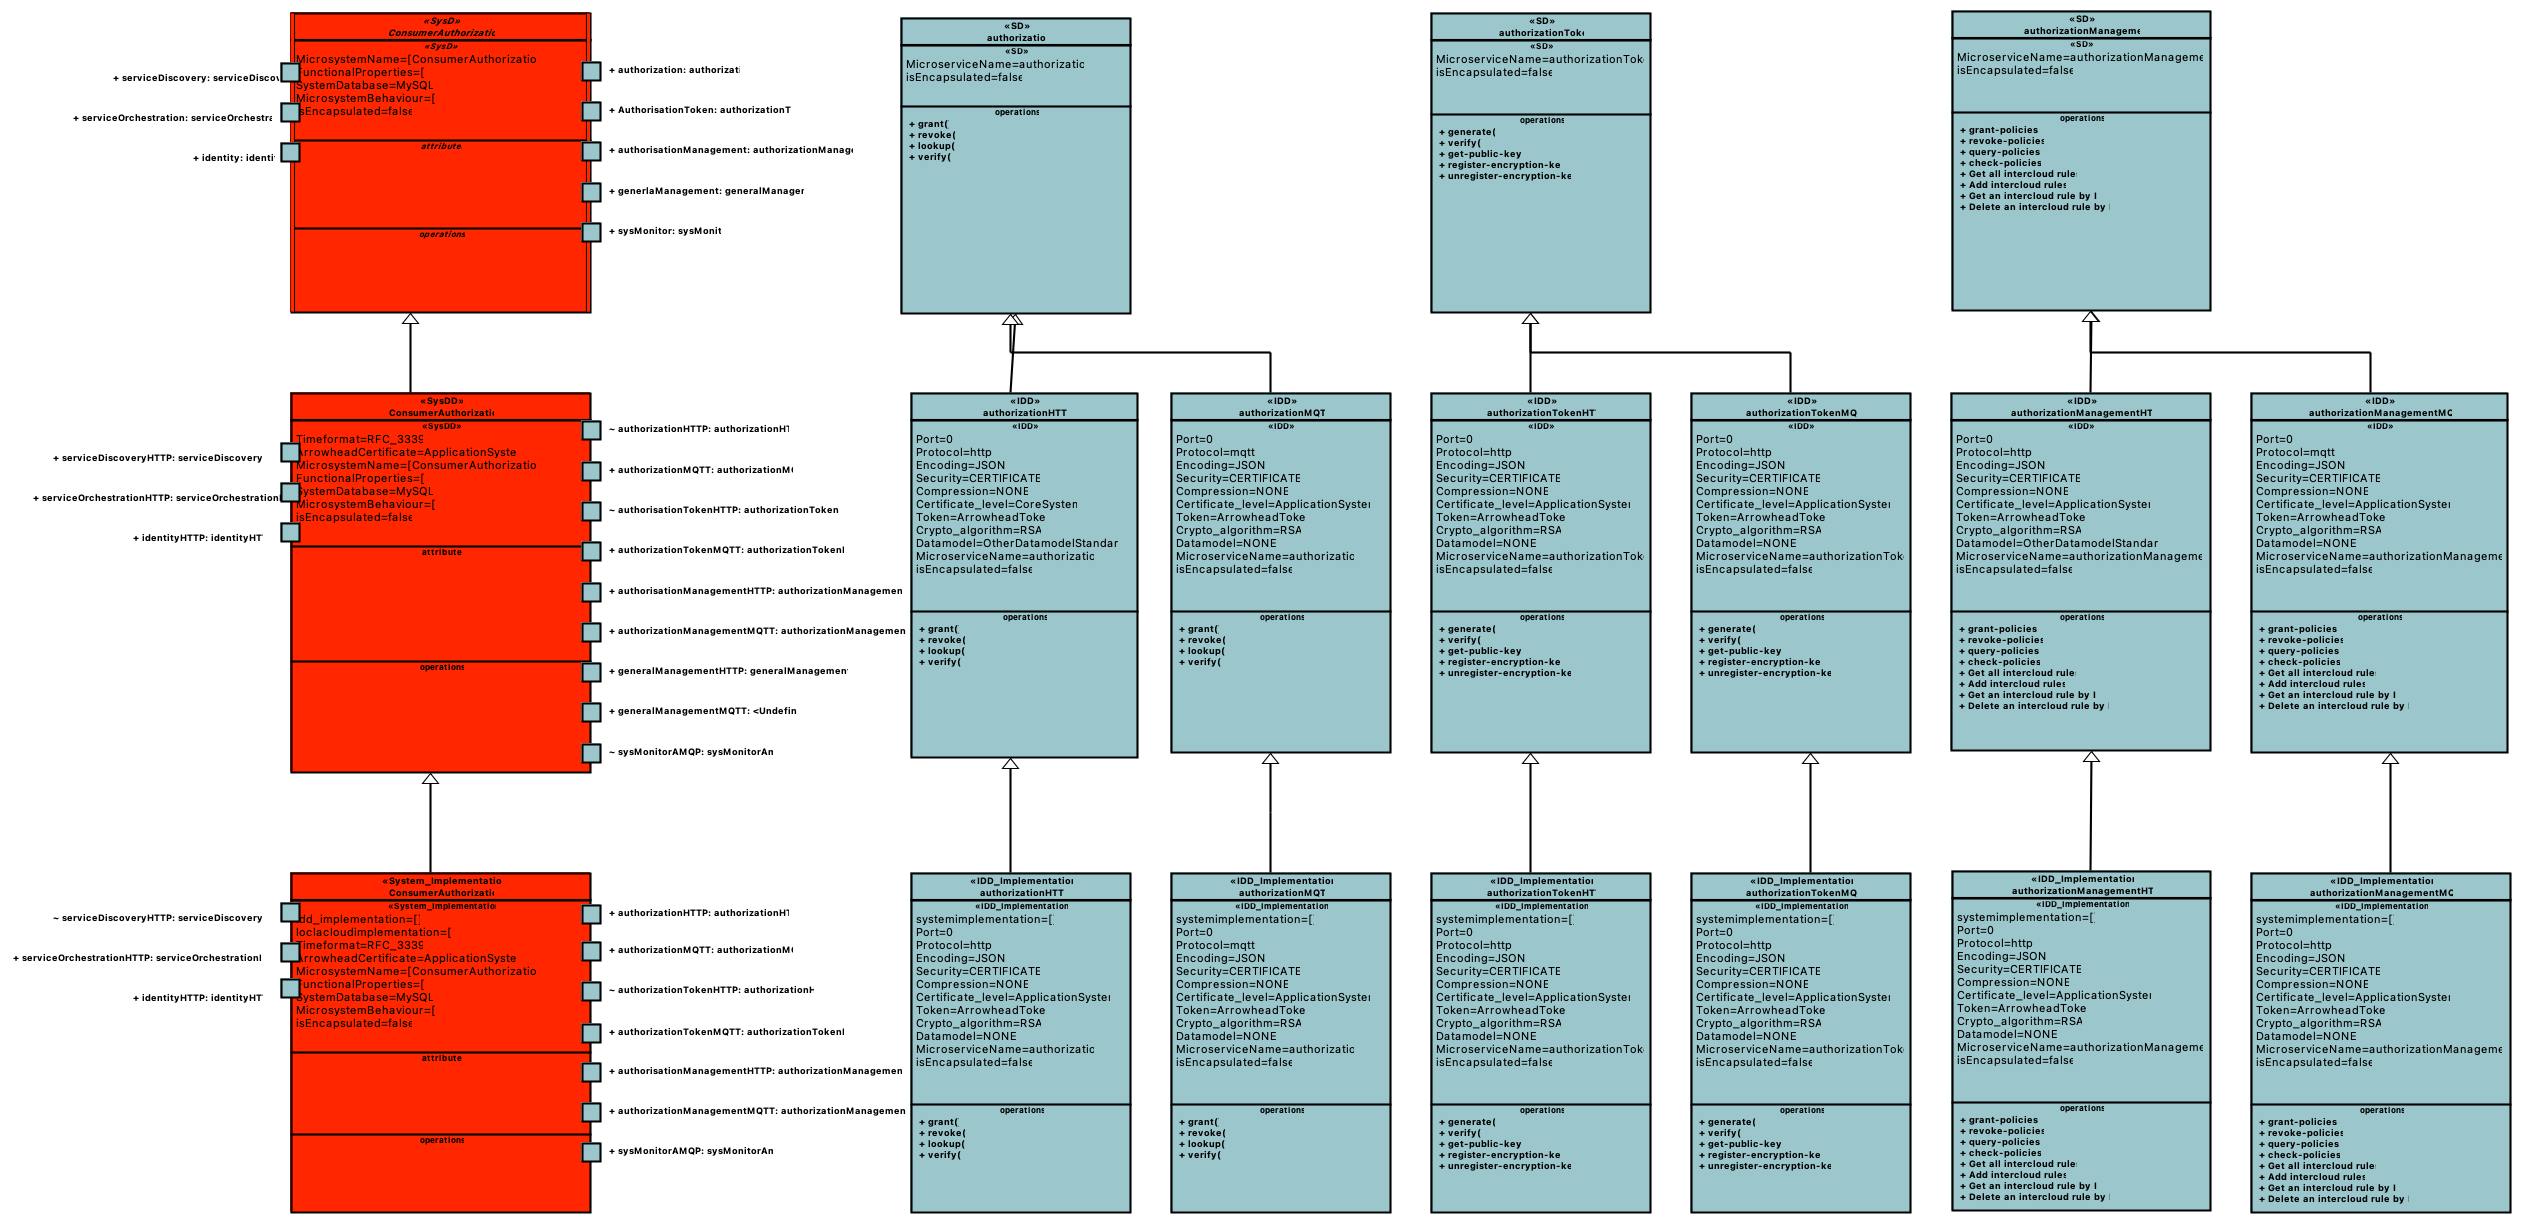 «SysD»
ConsumerAuthorizatic
«SysD»
MicrosystemName=[ConsumerAuthorizatio
FunctionalProperties=[
SystemDatabase=MySQL
MicrosystemBehaviour=[
isEncapsulated=false
attribute
operations
+ serviceDiscovery: serviceDiscov
+ serviceOrchestration: serviceOrchestra
+ identity: identi
+ authorization: authorizati
+ AuthorisationToken: authorizationT
+ authorisationManagement: authorizationManage
+ generlaManagement: generalManager
+ sysMonitor: sysMonit
«SD»
authorizatio
«SD»
MicroserviceName=authorizatic
isEncapsulated=false
operations
+ grant(
+ revoke(
+ lookup(
+ verify(
«SD»
authorizationToke
«SD»
MicroserviceName=authorizationTok
isEncapsulated=false
operations
+ generate(
+ verify(
+ get-public-key
+ register-encryption-ke
+ unregister-encryption-ke
«SD»
authorizationManageme
«SD»
MicroserviceName=authorizationManageme
isEncapsulated=false
operations
+ grant-policies
+ revoke-policies
+ query-policies
+ check-policies
+ Get all intercloud rules
+ Add intercloud rules
+ Get an intercloud rule by I
+ Delete an intercloud rule by
«SysDD»
ConsumerAuthorizatic
«SysDD»
Timeformat=RFC_3339
ArrowheadCertificate=ApplicationSyste
MicrosystemName=[ConsumerAuthorizatio
FunctionalProperties=[
SystemDatabase=MySQL
MicrosystemBehaviour=[
isEncapsulated=false
attribute
operations
+ serviceDiscoveryHTTP: serviceDiscovery
+ serviceOrchestrationHTTP: serviceOrchestration
+ identityHTTP: identityHT
~ authorizationHTTP: authorizationHT
+ authorizationMQTT: authorizationM
~ authorisationTokenHTTP: authorizationToken
+ authorizationTokenMQTT: authorizationToken
+ authorisationManagementHTTP: authorizationManagemen
+ authorizationManagementMQTT: authorizationManagemen
+ generalManagementHTTP: generalManagemen
+ generalManagementMQTT: <Undefin
~ sysMonitorAMQP: sysMonitorAn
«IDD»
authorizationHTT
«IDD»
Port=0
Protocol=http
Encoding=JSON
Security=CERTIFICATE
Compression=NONE
Certificate_level=CoreSystem
Token=ArrowheadToke
Crypto_algorithm=RSA
Datamodel=OtherDatamodelStandar
MicroserviceName=authorizatic
isEncapsulated=false
operations
+ grant(
+ revoke(
+ lookup(
+ verify(
«IDD»
authorizationMQT
«IDD»
Port=0
Protocol=mqtt
Encoding=JSON
Security=CERTIFICATE
Compression=NONE
Certificate_level=ApplicationSyster
Token=ArrowheadToke
Crypto_algorithm=RSA
Datamodel=NONE
MicroserviceName=authorizatic
isEncapsulated=false
operations
+ grant(
+ revoke(
+ lookup(
+ verify(
«IDD»
authorizationTokenHT
«IDD»
Port=0
Protocol=http
Encoding=JSON
Security=CERTIFICATE
Compression=NONE
Certificate_level=ApplicationSyster
Token=ArrowheadToke
Crypto_algorithm=RSA
Datamodel=NONE
MicroserviceName=authorizationTok
isEncapsulated=false
operations
+ generate(
+ verify(
+ get-public-key
+ register-encryption-ke
+ unregister-encryption-ke
«IDD»
authorizationTokenMQ
«IDD»
Port=0
Protocol=http
Encoding=JSON
Security=CERTIFICATE
Compression=NONE
Certificate_level=ApplicationSyster
Token=ArrowheadToke
Crypto_algorithm=RSA
Datamodel=NONE
MicroserviceName=authorizationTok
isEncapsulated=false
operations
+ generate(
+ verify(
+ get-public-key
+ register-encryption-ke
+ unregister-encryption-ke
«IDD»
authorizationManagementHT
«IDD»
Port=0
Protocol=http
Encoding=JSON
Security=CERTIFICATE
Compression=NONE
Certificate_level=ApplicationSyster
Token=ArrowheadToke
Crypto_algorithm=RSA
Datamodel=OtherDatamodelStandar
MicroserviceName=authorizationManageme
isEncapsulated=false
operations
+ grant-policies
+ revoke-policies
+ query-policies
+ check-policies
+ Get all intercloud rules
+ Add intercloud rules
+ Get an intercloud rule by I
+ Delete an intercloud rule by
«IDD»
authorizationManagementMQ
«IDD»
Port=0
Protocol=mqtt
Encoding=JSON
Security=CERTIFICATE
Compression=NONE
Certificate_level=ApplicationSyster
Token=ArrowheadToke
Crypto_algorithm=RSA
Datamodel=NONE
MicroserviceName=authorizationManageme
isEncapsulated=false
operations
+ grant-policies
+ revoke-policies
+ query-policies
+ check-policies
+ Get all intercloud rules
+ Add intercloud rules
+ Get an intercloud rule by I
+ Delete an intercloud rule by
«System_Implementatio
ConsumerAuthorizatic
«System_Implementation
idd_implementation=[]
loclacloudimplementation=[
Timeformat=RFC_3339
ArrowheadCertificate=ApplicationSyste
MicrosystemName=[ConsumerAuthorizatio
FunctionalProperties=[
SystemDatabase=MySQL
MicrosystemBehaviour=[
isEncapsulated=false
attribute
operations
~ serviceDiscoveryHTTP: serviceDiscovery
+ serviceOrchestrationHTTP: serviceOrchestrationI
+ identityHTTP: identityHT
+ authorizationHTTP: authorizationHT
+ authorizationMQTT: authorizationM
~ authorizationTokenHTTP: authorizationH
+ authorizationTokenMQTT: authorizationToken
+ authorisationManagementHTTP: authorizationManagemen
+ authorizationManagementMQTT: authorizationManagemen
+ sysMonitorAMQP: sysMonitorAn
«IDD_Implementation
authorizationHTT
«IDD_Implementation
systemimplementation=[]
Port=0
Protocol=http
Encoding=JSON
Security=CERTIFICATE
Compression=NONE
Certificate_level=ApplicationSyster
Token=ArrowheadToke
Crypto_algorithm=RSA
Datamodel=NONE
MicroserviceName=authorizatic
isEncapsulated=false
operations
+ grant(
+ revoke(
+ lookup(
+ verify(
«IDD_Implementation
authorizationMQT
«IDD_Implementation
systemimplementation=[]
Port=0
Protocol=mqtt
Encoding=JSON
Security=CERTIFICATE
Compression=NONE
Certificate_level=ApplicationSyster
Token=ArrowheadToke
Crypto_algorithm=RSA
Datamodel=NONE
MicroserviceName=authorizatic
isEncapsulated=false
operations
+ grant(
+ revoke(
+ lookup(
+ verify(
«IDD_Implementation
authorizationTokenHT
«IDD_Implementation
systemimplementation=[]
Port=0
Protocol=http
Encoding=JSON
Security=CERTIFICATE
Compression=NONE
Certificate_level=ApplicationSyster
Token=ArrowheadToke
Crypto_algorithm=RSA
Datamodel=NONE
MicroserviceName=authorizationTok
isEncapsulated=false
operations
+ generate(
+ verify(
+ get-public-key
+ register-encryption-ke
+ unregister-encryption-ke
«IDD_Implementation
authorizationTokenMQ
«IDD_Implementation
systemimplementation=[]
Port=0
Protocol=http
Encoding=JSON
Security=CERTIFICATE
Compression=NONE
Certificate_level=ApplicationSyster
Token=ArrowheadToke
Crypto_algorithm=RSA
Datamodel=NONE
MicroserviceName=authorizationTok
isEncapsulated=false
operations
+ generate(
+ verify(
+ get-public-key
+ register-encryption-ke
+ unregister-encryption-ke
«IDD_Implementation
authorizationManagementHT
«IDD_Implementation
systemimplementation=[]
Port=0
Protocol=http
Encoding=JSON
Security=CERTIFICATE
Compression=NONE
Certificate_level=ApplicationSyster
Token=ArrowheadToke
Crypto_algorithm=RSA
Datamodel=NONE
MicroserviceName=authorizationManageme
isEncapsulated=false
operations
+ grant-policies
+ revoke-policies
+ query-policies
+ check-policies
+ Get all intercloud rules
+ Add intercloud rules
+ Get an intercloud rule by I
+ Delete an intercloud rule by
«IDD_Implementation
authorizationManagementMQ
«IDD_Implementation
systemimplementation=[]
Port=0
Protocol=http
Encoding=JSON
Security=CERTIFICATE
Compression=NONE
Certificate_level=ApplicationSyster
Token=ArrowheadToke
Crypto_algorithm=RSA
Datamodel=NONE
MicroserviceName=authorizationManageme
isEncapsulated=false
operations
+ grant-policies
+ revoke-policies
+ query-policies
+ check-policies
+ Get all intercloud rules
+ Add intercloud rules
+ Get an intercloud rule by I
+ Delete an intercloud rule by